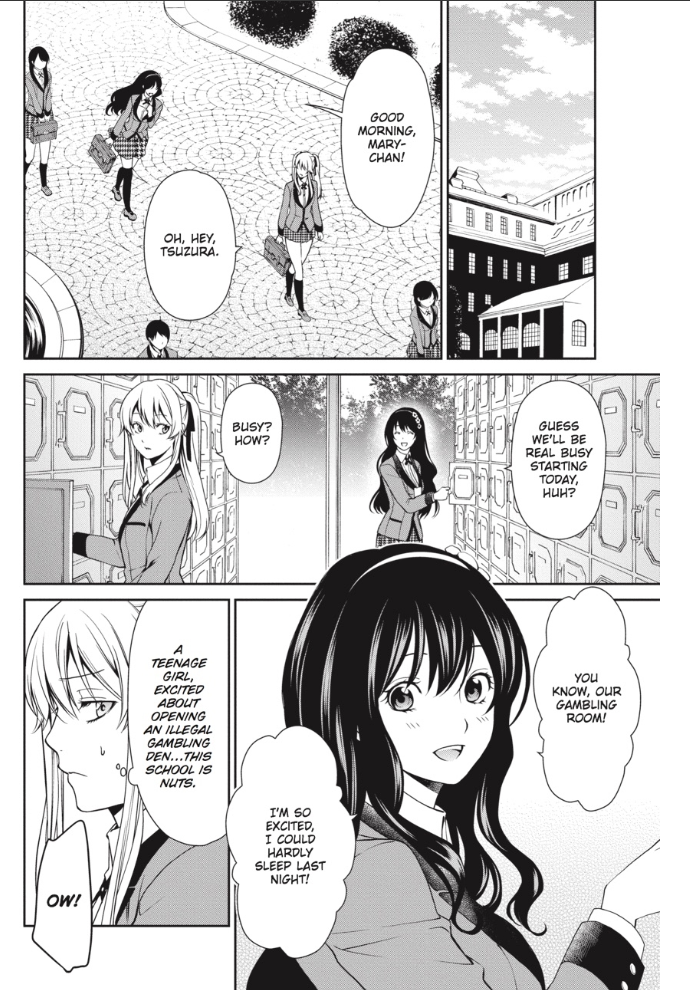 GOOD
MORNING,
MARY-
CHAN!
OH, HEY,
TSUZURA.
GUESS
WE'LL BE
REAL BUSY
STARTING
TODAY,
HUH?
BUSY?
HOW?
YOU
KNOW, OUR
GAMBLING
ROOM!
I'M SO
EXCITED,
I COULD
HARDLY
SLEEP LAST
NIGHT!
A
TEENAGE
GIRL,
EXCITED
ABOUT
OPENING
AN ILLEGAL
GAMBLING
DEN...THIS
SCHOOL IS
NUTS.
OW!